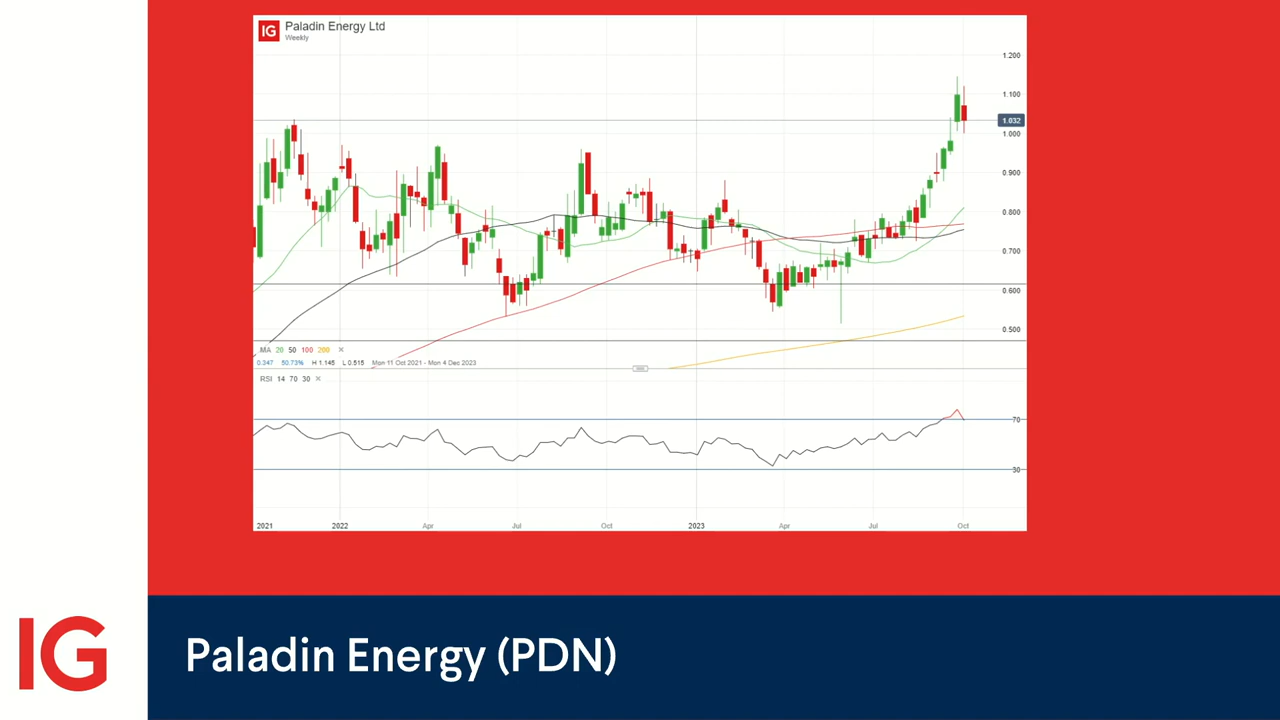 IG Paladin Energy Ltd
Weekly
1.200
1.100
1.032
1.000
0.900
0.800
0.700
0.600
0.500
MA 20 50 100 200 ×
0.347 50.73% H 1.145 L 0.515 Mon 11 Oct 2021 - Mon 4 Dec 2023
RSI 14 70 30 ×
70
30
2021 2022 Apr Jul Oct 2023 Apr Jul Oct
IG
Paladin Energy (PDN)